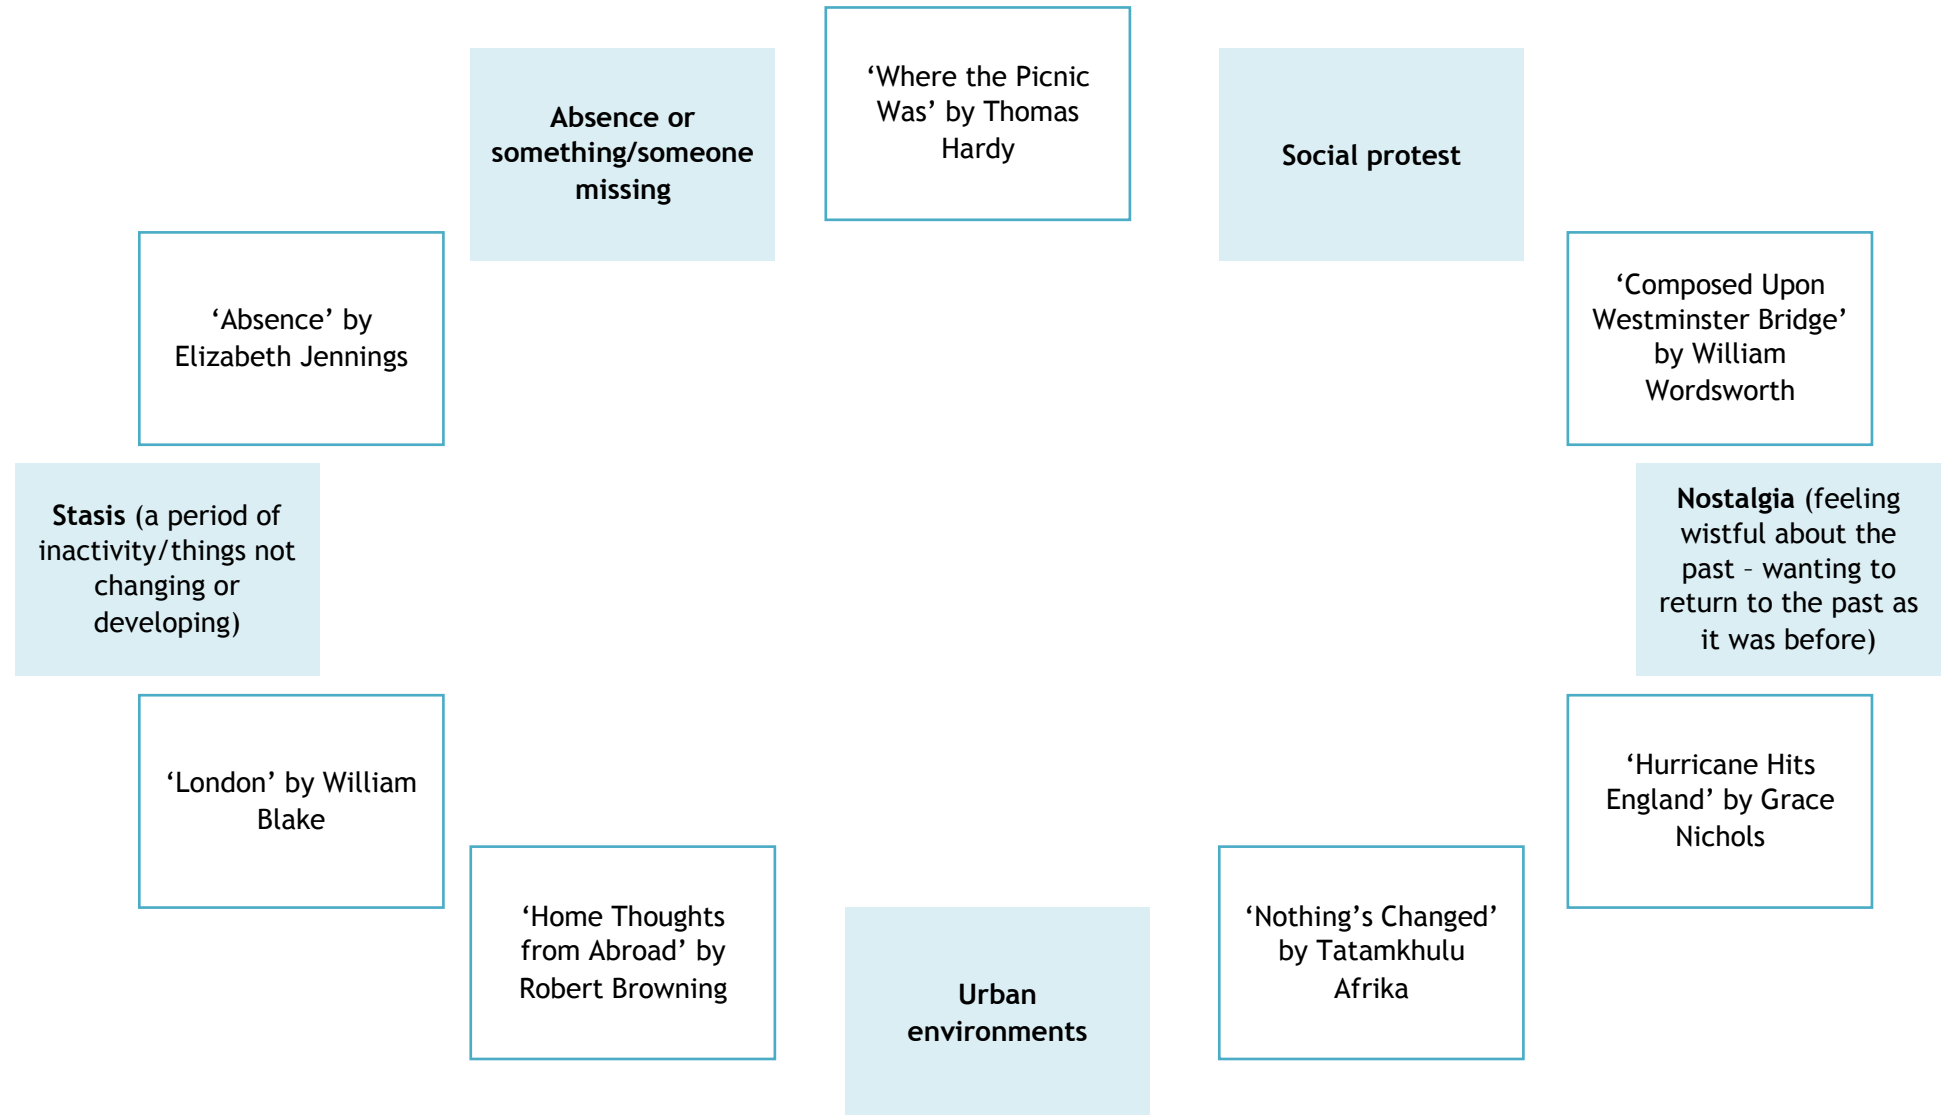 ‘Where the Picnic
Was’ by Thomas
Hardy
Absence or
something/someone
missing
Social protest
‘Absence’ by
Elizabeth Jennings
‘Composed Upon
Westminster Bridge’
by William
Wordsworth
Stasis (a period of
inactivity/things not
changing or
developing)
Nostalgia (feeling
wistful about the
past – wanting to
return to the past as
it was before)
‘London’ by William
Blake
‘Hurricane Hits
England’ by Grace
Nichols
‘Home Thoughts
from Abroad’ by
Robert Browning
Urban
environments
‘Nothing’s Changed’
by Tatamkhulu
Afrika